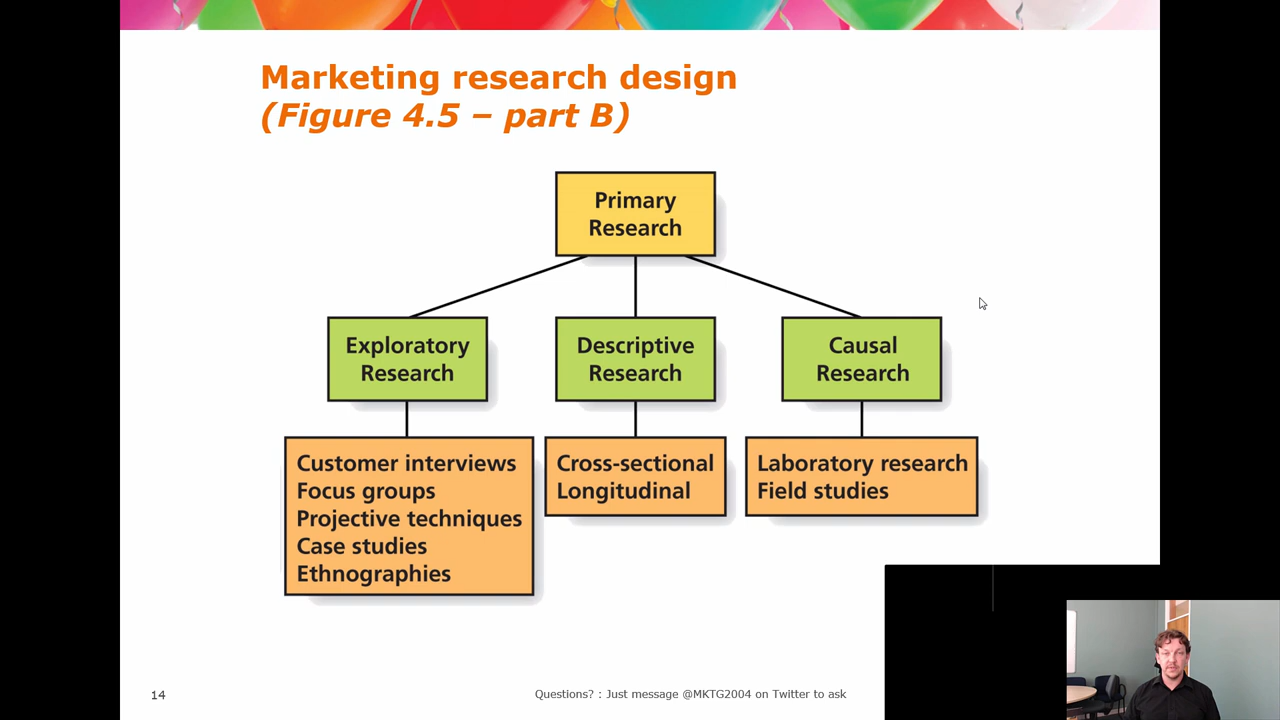 Marketing research design
(Figure 4.5 – part B)
Primary
Research
Exploratory
Research
Descriptive
Research
Causal
Research
Customer interviews
Focus groups
Projective techniques
Case studies
Ethnographies
Cross-sectional
Longitudinal
Laboratory research
Field studies
14
Questions? : Just message @MKTG2004 on Twitter to ask